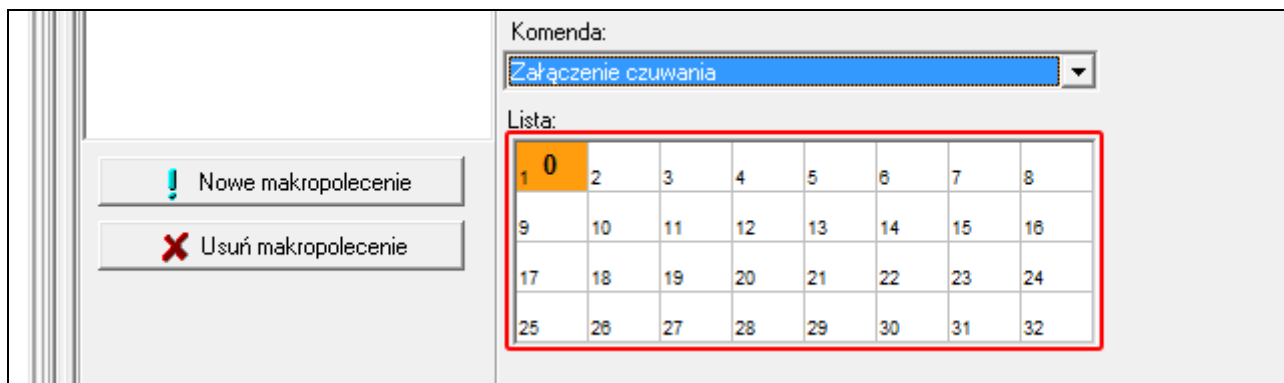 Komenda:
Załączenie czuwania
Lista:
1 0 2 3 4 5 6 7 8
9 10 11 12 13 14 15 16
17 18 19 20 21 22 23 24
25 26 27 28 29 30 31 32
Nowe makropolecenie
Usuń makropolecenie